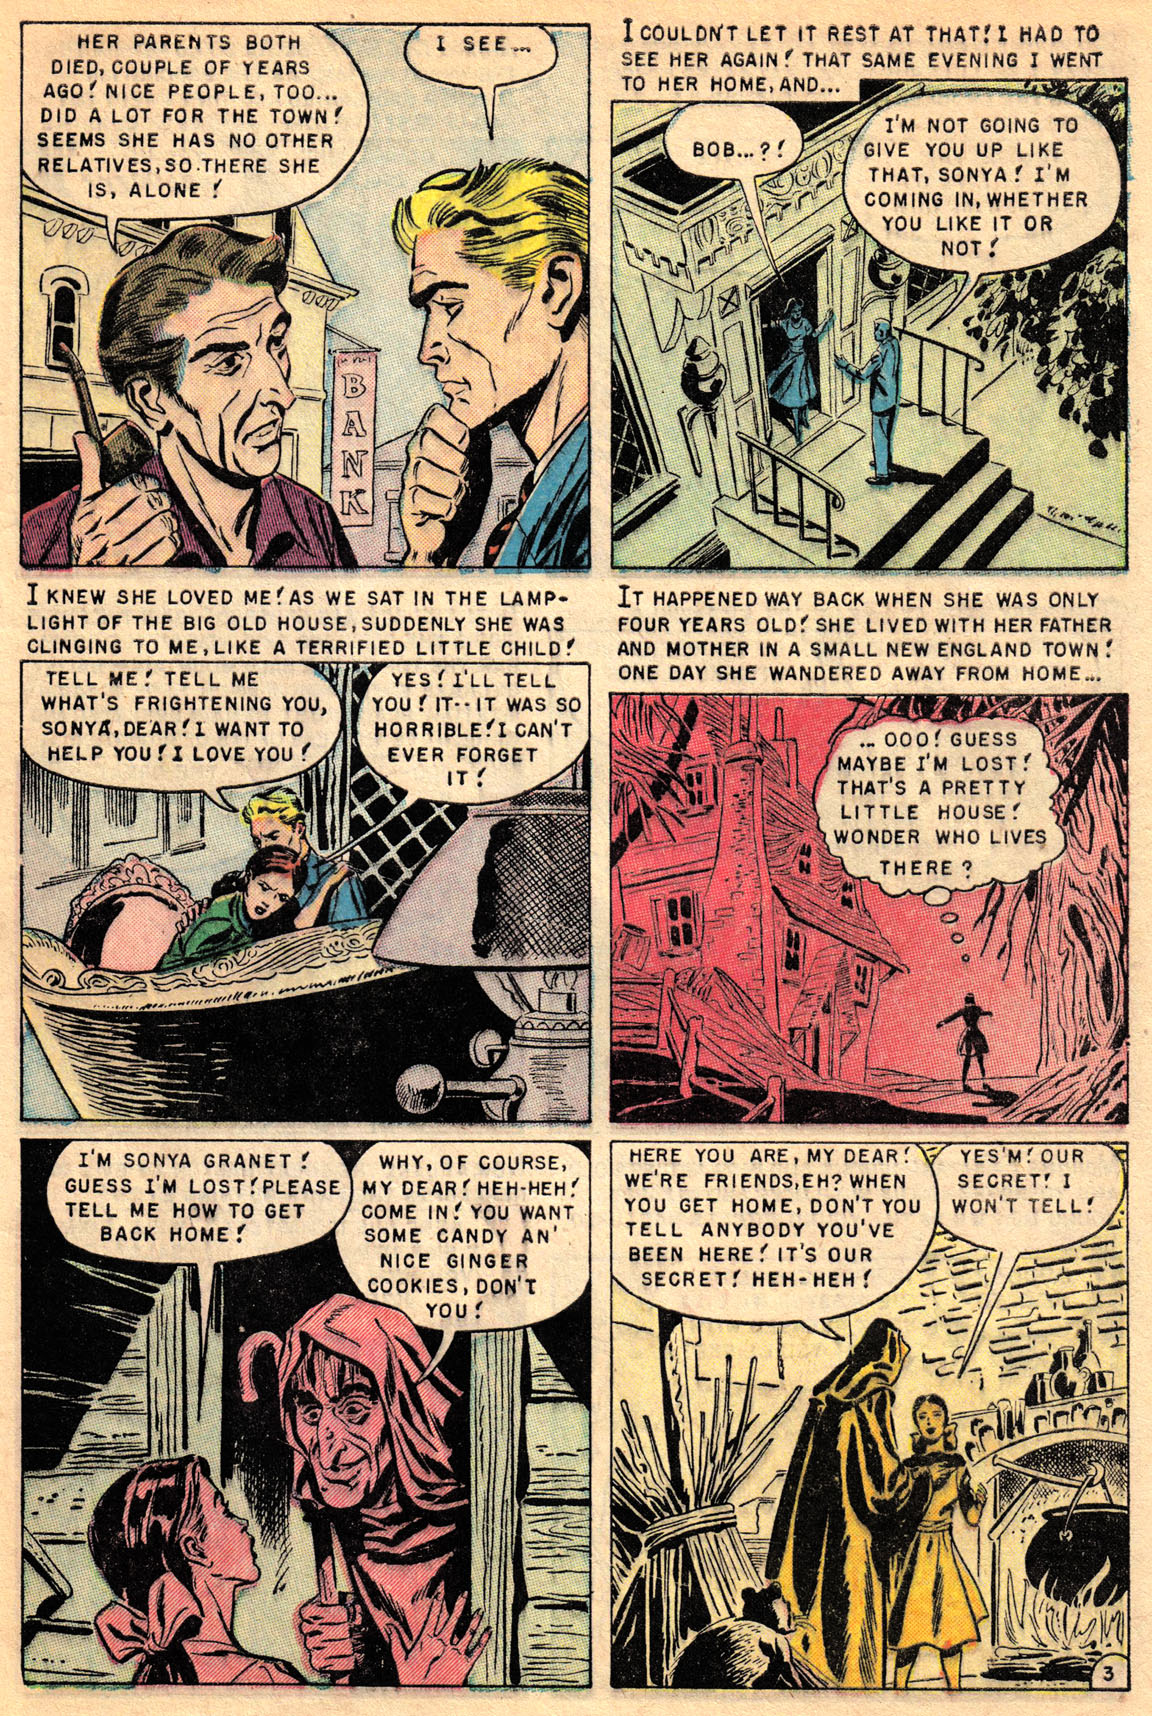 HER PARENTS BOTH
DIED, COUPLE OF YEARS
AGO! NICE PEOPLE, TOO...
DID A LOT FOR THE TOWN!
SEEMS SHE HAS NO OTHER
RELATIVES, SO THERE SHE
IS, ALONE!
I SEE...
BANK
I COULDN'T LET IT REST AT THAT! I HAD TO
SEE HER AGAIN! THAT SAME EVENING I WENT
TO HER HOME, AND...
BOB...?!
I'M NOT GOING TO
GIVE YOU UP LIKE
THAT, SONYA! I'M
COMING IN, WHETHER
YOU LIKE IT OR
NOT!
I KNEW SHE LOVED ME! AS WE SAT IN THE LAMP-
LIGHT OF THE BIG OLD HOUSE, SUDDENLY SHE WAS
CLINGING TO ME, LIKE A TERRIFIED LITTLE CHILD!
TELL ME! TELL ME
WHAT'S FRIGHTENING YOU,
SONYA, DEAR! I WANT TO
HELP YOU! I LOVE YOU!
YES! I'LL TELL
YOU! IT-- IT WAS SO
HORRIBLE! I CAN'T
EVER FORGET
IT!
IT HAPPENED WAY BACK WHEN SHE WAS ONLY
FOUR YEARS OLD! SHE LIVED WITH HER FATHER
AND MOTHER IN A SMALL NEW ENGLAND TOWN!
ONE DAY SHE WANDERED AWAY FROM HOME...
... OOO! GUESS
MAYBE I'M LOST!
THAT'S A PRETTY
LITTLE HOUSE!
WONDER WHO LIVES
THERE?
I'M SONYA GRANET!
GUESS I'M LOST! PLEASE
TELL ME HOW TO GET
BACK HOME!
WHY, OF COURSE,
MY DEAR! HEH-HEH!
COME IN! YOU WANT
SOME CANDY AN'
NICE GINGER
COOKIES, DON'T
YOU!
HERE YOU ARE, MY DEAR!
WE'RE FRIENDS, EH? WHEN
YOU GET HOME, DON'T YOU
TELL ANYBODY YOU'VE
BEEN HERE! IT'S OUR
SECRET! HEH-HEH!
YES'M! OUR
SECRET! I
WON'T TELL!
3